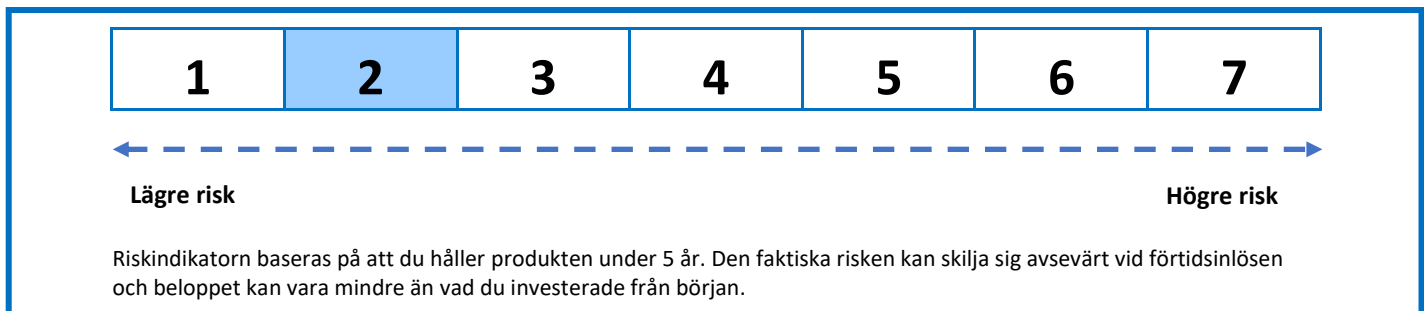 1 2 3 4 5 6 7
Lägre risk Högre risk
Riskindikatorn baseras på att du håller produkten under 5 år. Den faktiska risken kan skilja sig avsevärt vid förtidsinlösen
och beloppet kan vara mindre än vad du investerade från början.